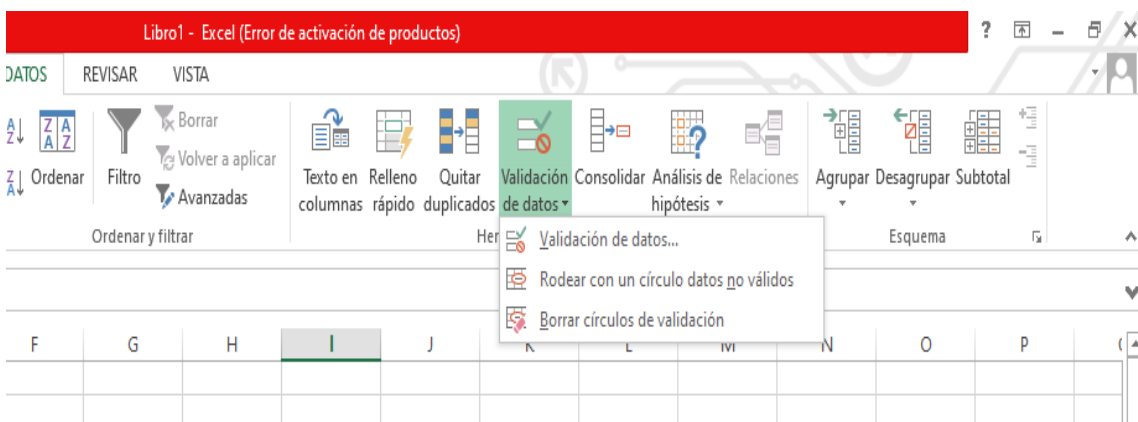 Libro1 - Excel (Error de activación de productos)
?
DATOS REVISAR VISTA
Ordenar
Filtro
Borrar
Volver a aplicar
Avanzadas
Texto en columnas
Relleno rápido
Quitar duplicados
Validación de datos
Consolidar
Análisis de hipótesis
Relaciones
Agrupar
Desagrupar
Subtotal
Ordenar y filtrar
Her
Esquema
Validación de datos...
Rodear con un círculo datos no válidos
Borrar círculos de validación
F G H I J K L M N O P